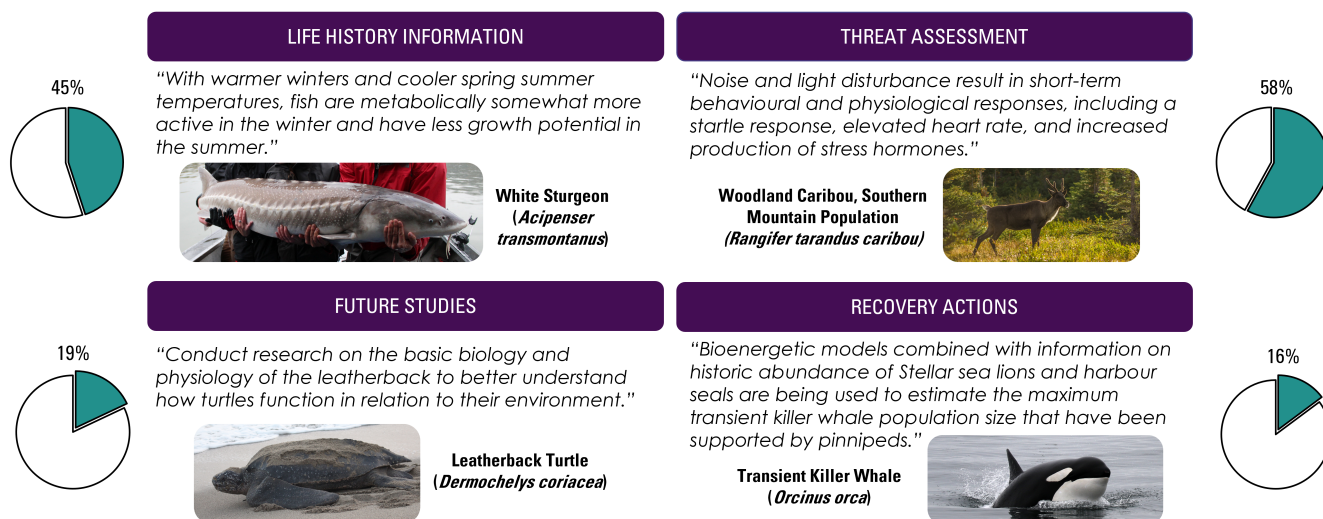 LIFE HISTORY INFORMATION
45%
“With warmer winters and cooler spring summer
temperatures, fish are metabolically somewhat more
active in the winter and have less growth potential in
the summer.”
White Sturgeon
(Acipenser
transmontanus)
THREAT ASSESSMENT
58%
“Noise and light disturbance result in short-term
behavioural and physiological responses, including a
startle response, elevated heart rate, and increased
production of stress hormones.”
Woodland Caribou, Southern
Mountain Population
(Rangifer tarandus caribou)
FUTURE STUDIES
19%
“Conduct research on the basic biology and
physiology of the leatherback to better understand
how turtles function in relation to their environment.”
Leatherback Turtle
(Dermochelys coriacea)
RECOVERY ACTIONS
16%
“Bioenergetic models combined with information on
historic abundance of Stellar sea lions and harbour
seals are being used to estimate the maximum
transient killer whale population size that have been
supported by pinnipeds.”
Transient Killer Whale
(Orcinus orca)